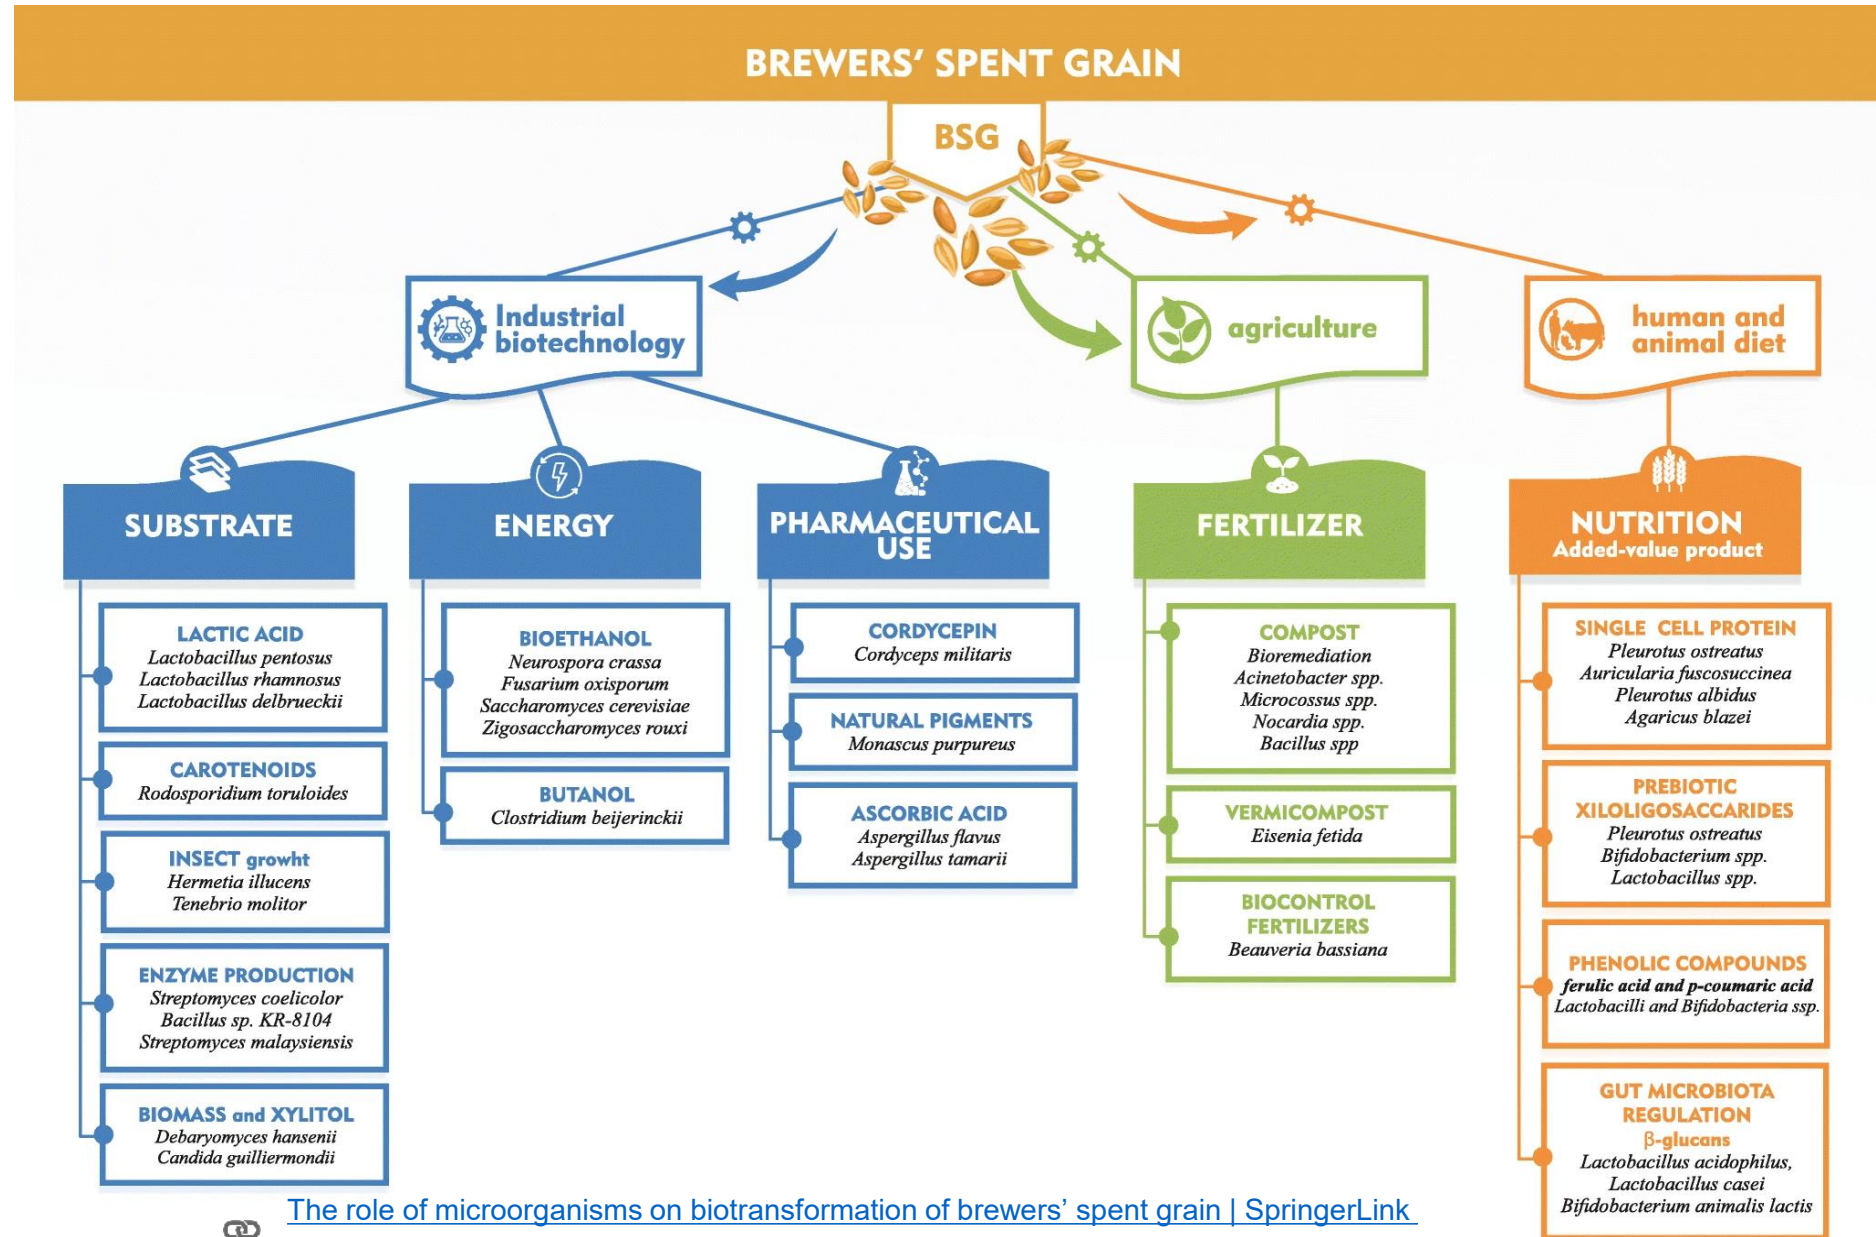 BREWERS’ SPENT GRAIN
BSG
Industrial
biotechnology
agriculture
human and
animal diet
SUBSTRATE
LACTIC ACID
Lactobacillus pentosus
Lactobacillus rhamnosus
Lactobacillus delbrueckii
CAROTENOIDS
Rodosporidium toruloides
INSECT growht
Hermetia illucens
Tenebrio molitor
ENZYME PRODUCTION
Streptomyces coelicolor
Bacillus sp. KR-8104
Streptomyces malaysiensis
BIOMASS and XYLITOL
Debaryomyces hansenii
Candida guilliermondii
ENERGY
BIOETHANOL
Neurospora crassa
Fusarium oxisporum
Saccharomyces cerevisiae
Zigosaccharomyces rouxi
BUTANOL
Clostridium beijerinckii
PHARMACEUTICAL
USE
CORDYCEPIN
Cordyceps militaris
NATURAL PIGMENTS
Monascus purpureus
ASCORBIC ACID
Aspergillus flavus
Aspergillus tamarii
FERTILIZER
COMPOST
Bioremediation
Acinetobacter spp.
Microcossus spp.
Nocardia spp.
Bacillus spp
VERMICOMPOST
Eisenia fetida
BIOCONTROL
FERTILIZERS
Beauveria bassiana
NUTRITION
Added-value product
SINGLE CELL PROTEIN
Pleurotus ostreatus
Auricularia fuscosuccinea
Pleurotus albidus
Agaricus blazei
PREBIOTIC
XILOLIGOSACCARIDES
Pleurotus ostreatus
Bifidobacterium spp.
Lactobacillus spp.
PHENOLIC COMPOUNDS
ferulic acid and p-coumaric acid
Lactobacilli and Bifidobacteria ssp.
GUT MICROBIOTA
REGULATION
β-glucans
Lactobacillus acidophilus,
Lactobacillus casei
Bifidobacterium animalis lactis
The role of microorganisms on biotransformation of brewers’ spent grain | SpringerLink